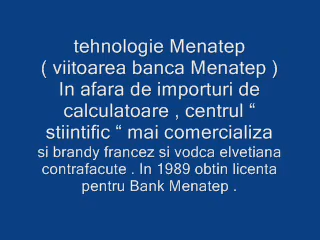 tehnologie Menatep
( viitoarea banca Menatep )
In afara de importuri de
calculatoare , centrul “
stiintific “ mai comercializa
si brandy francez si vodca elvetiana
contrafacute . In 1989 obtin licenta
pentru Bank Menatep .